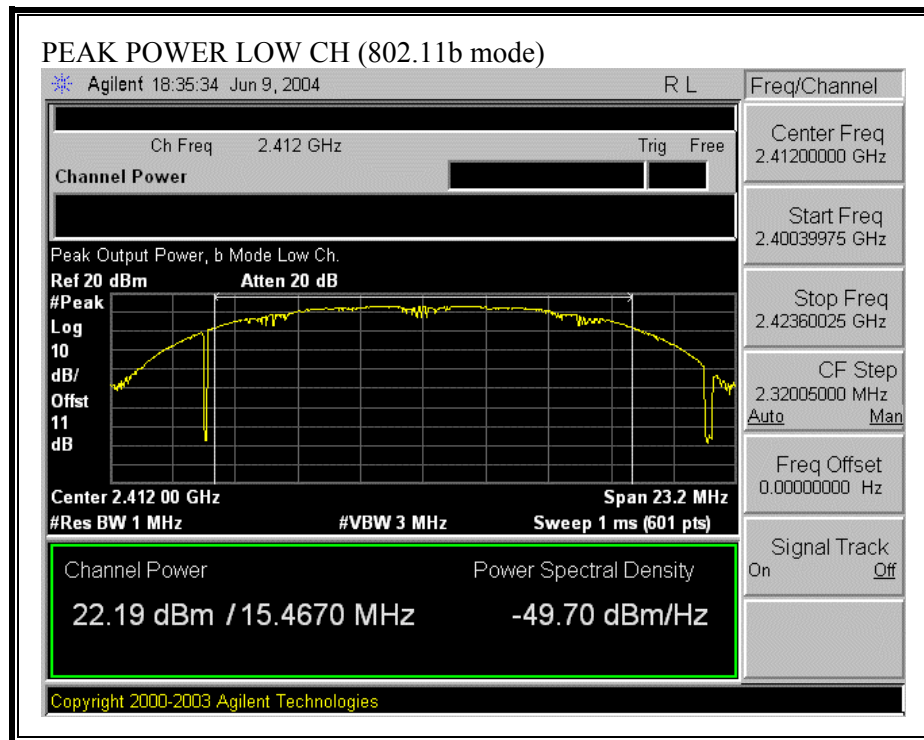 PEAK POWER LOW CH (802.11b mode)
Agilent 18:35:34 Jun 9, 2004 R L Freq/Channel
Ch Freq 2.412 GHz Trig Free
Channel Power
Center Freq
2.41200000 GHz
Start Freq
2.40039975 GHz
Stop Freq
2.42360025 GHz
CF Step
2.32005000 MHz
Auto Man
Freq Offset
0.00000000 Hz
Signal Track
On Off
Peak Output Power, b Mode Low Ch.
Ref 20 dBm Atten 20 dB
#Peak
Log
10
dB/
Offst
11
dB
Center 2.412 00 GHz Span 23.2 MHz
#Res BW 1 MHz #VBW 3 MHz Sweep 1 ms (601 pts)
Channel Power Power Spectral Density
22.19 dBm / 15.4670 MHz -49.70 dBm/Hz
Copyright 2000-2003 Agilent Technologies